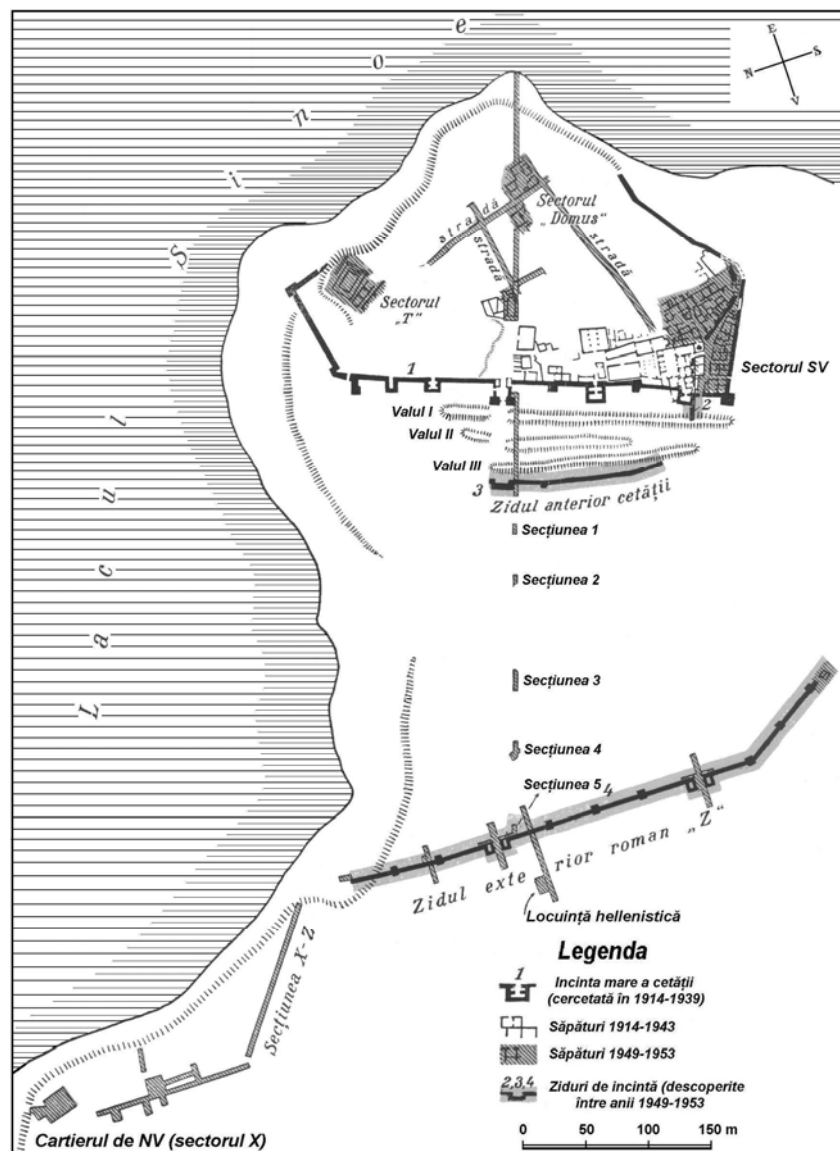 E
N S
V
Lacul Sinoe
stradă
Sectorul
„Domus"
stradă
stradă
Sectorul
„T"
1
Sectorul SV
2
Valul I
Valul II
Valul III
3
Zidul anterior cetății
Secțiunea 1
Secțiunea 2
Secțiunea 3
Secțiunea 4
Secțiunea 5
4
Zidul exterior roman „Z"
Locuință hellenistică
Secțiunea X-Z
Cartierul de NV (sectorul X)
Legenda
1
Incinta mare a cetății
(cercetată în 1914-1939)
Săpături 1914-1943
Săpături 1949-1953
2,3,4
Ziduri de incintă (descoperite
între anii 1949-1953
0 50 100 150 m